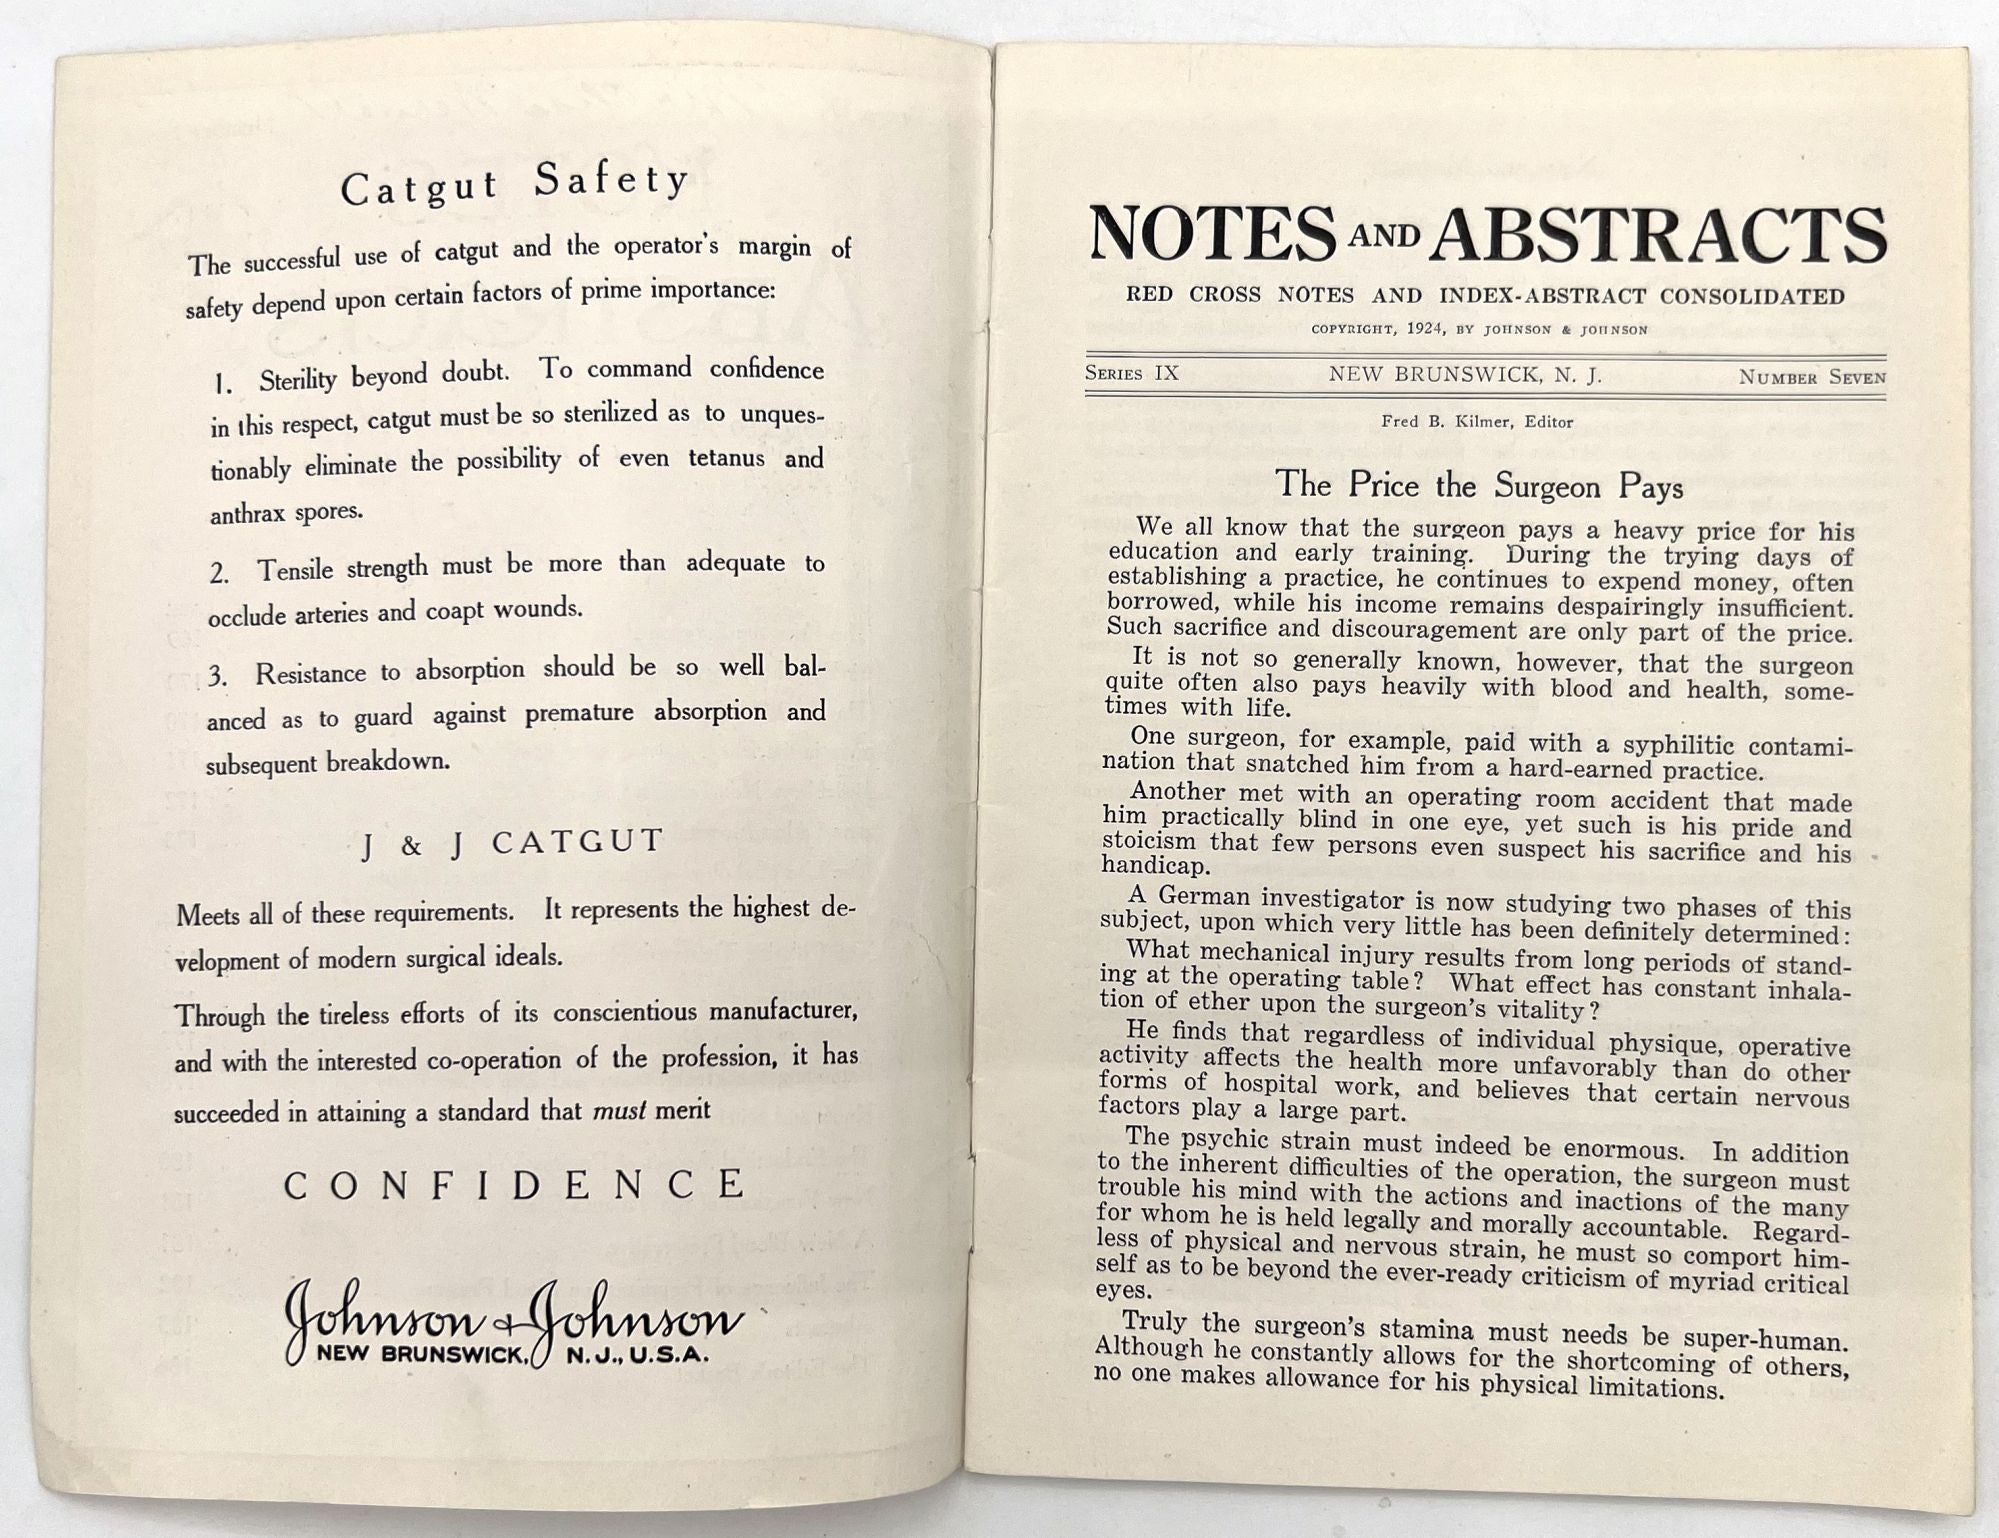 Catgut Safety
The successful use of catgut and the operator's margin of
safety depend upon certain factors of prime importance:
1. Sterility beyond doubt. To command confidence
in this respect, catgut must be so sterilized as to unques-
tionably eliminate the possibility of even tetanus and
anthrax spores.
2. Tensile strength must be more than adequate to
occlude arteries and coapt wounds.
3. Resistance to absorption should be so well bal-
anced as to guard against premature absorption and
subsequent breakdown.
J & J CATGUT
Meets all of these requirements. It represents the highest de-
velopment of modern surgical ideals.
Through the tireless efforts of its conscientious manufacturer,
and with the interested co-operation of the profession, it has
succeeded in attaining a standard that must merit
CONFIDENCE
Johnson & Johnson
NEW BRUNSWICK, N. J., U.S.A.
NOTES AND ABSTRACTS
RED CROSS NOTES AND INDEX-ABSTRACT CONSOLIDATED
COPYRIGHT, 1924, BY JOHNSON & JOHNSON
SERIES IX NEW BRUNSWICK, N. J. NUMBER SEVEN
Fred B. Kilmer, Editor
The Price the Surgeon Pays
We all know that the surgeon pays a heavy price for his
education and early training. During the trying days of
establishing a practice, he continues to expend money, often
borrowed, while his income remains despairingly insufficient.
Such sacrifice and discouragement are only part of the price.
It is not so generally known, however, that the surgeon
quite often also pays heavily with blood and health, some-
times with life.
One surgeon, for example, paid with a syphilitic contami-
nation that snatched him from a hard-earned practice.
Another met with an operating room accident that made
him practically blind in one eye, yet such is his pride and
stoicism that few persons even suspect his sacrifice and his
handicap.
A German investigator is now studying two phases of this
subject, upon which very little has been definitely determined:
What mechanical injury results from long periods of stand-
ing at the operating table? What effect has constant inhala-
tion of ether upon the surgeon's vitality?
He finds that regardless of individual physique, operative
activity affects the health more unfavorably than do other
forms of hospital work, and believes that certain nervous
factors play a large part.
The psychic strain must indeed be enormous. In addition
to the inherent difficulties of the operation, the surgeon must
trouble his mind with the actions and inactions of the many
for whom he is held legally and morally accountable. Regard-
less of physical and nervous strain, he must so comport him-
self as to be beyond the ever-ready criticism of myriad critical
eyes.
Truly the surgeon's stamina must needs be super-human.
Although he constantly allows for the shortcoming of others,
no one makes allowance for his physical limitations.